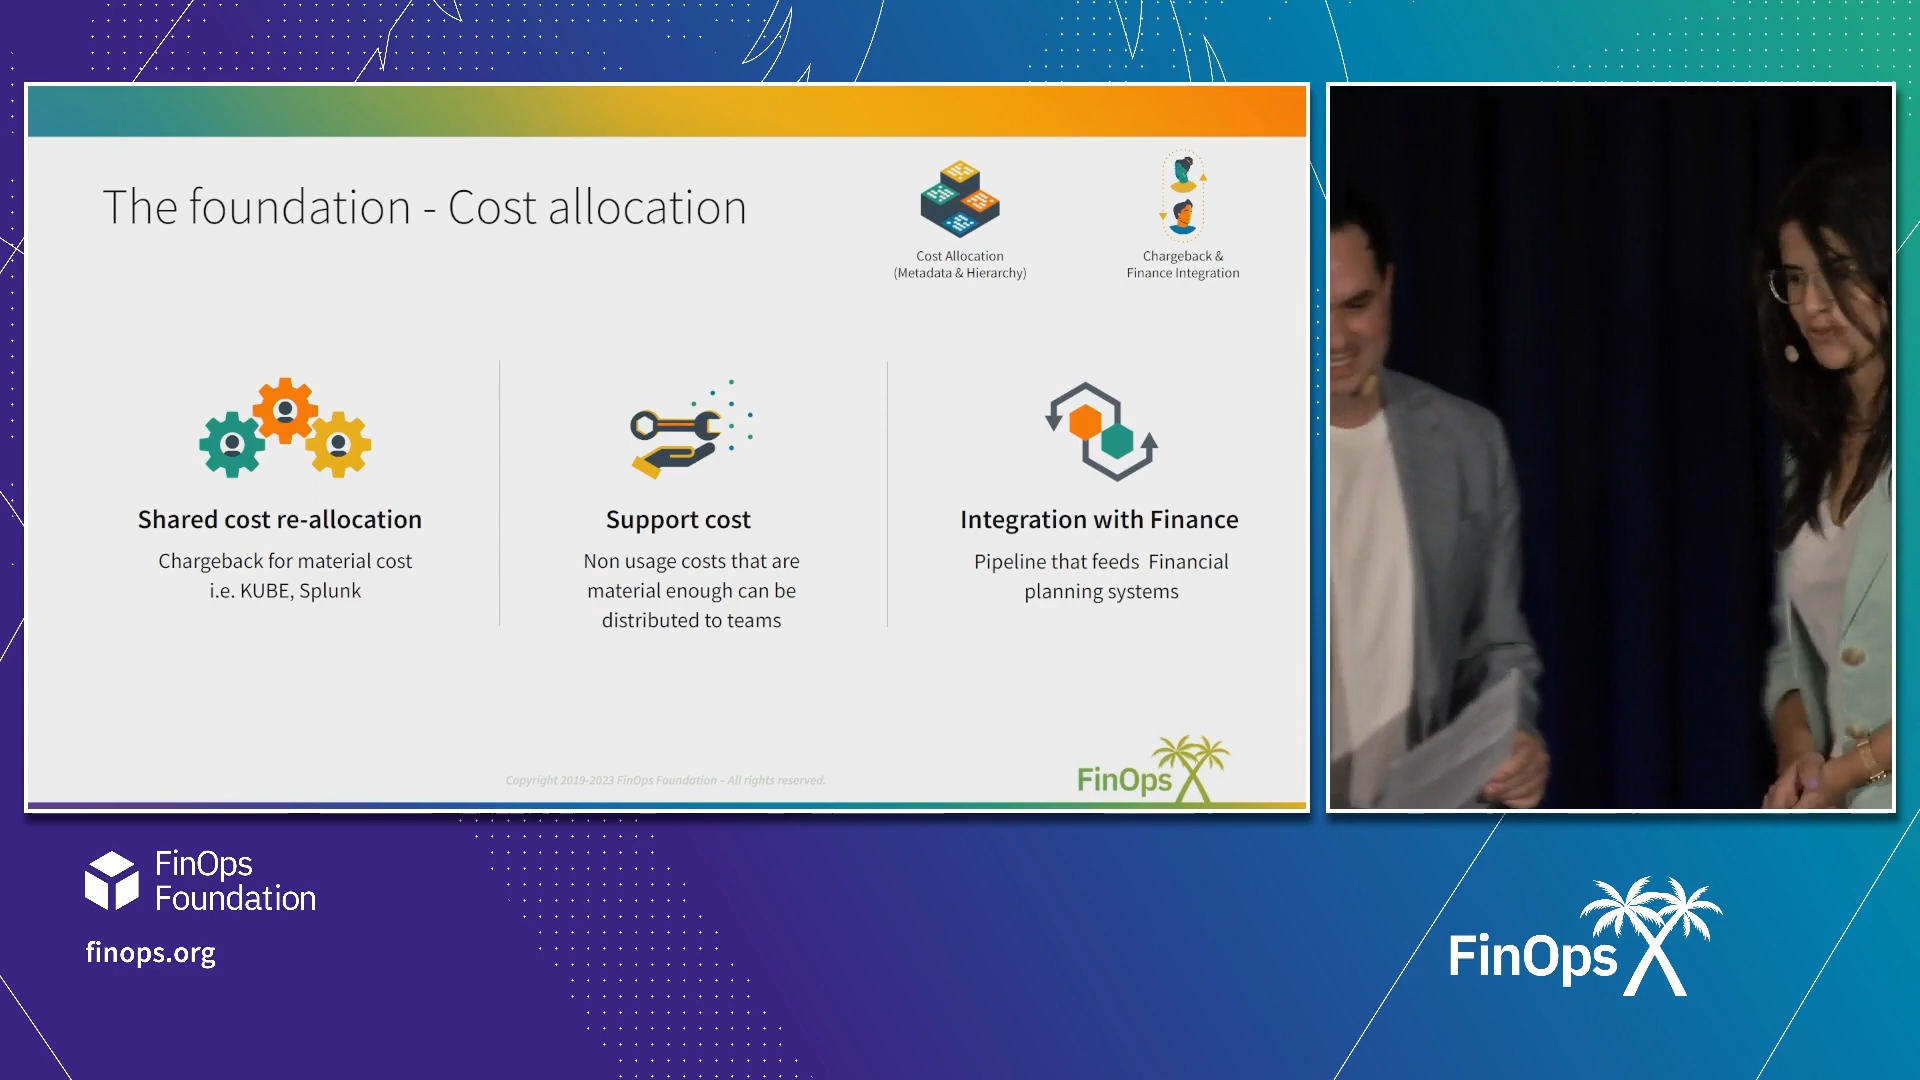 The foundation - Cost allocation
Cost Allocation
(Metadata & Hierarchy)
Chargeback &
Finance Integration
Shared cost re-allocation
Chargeback for material cost
i.e. KUBE, Splunk
Support cost
Non usage costs that are
material enough can be
distributed to teams
Integration with Finance
Pipeline that feeds  Financial
planning systems
Copyright 2019-2023 FinOps Foundation – All rights reserved.
FinOps X
FinOps
Foundation
finops.org
FinOps X